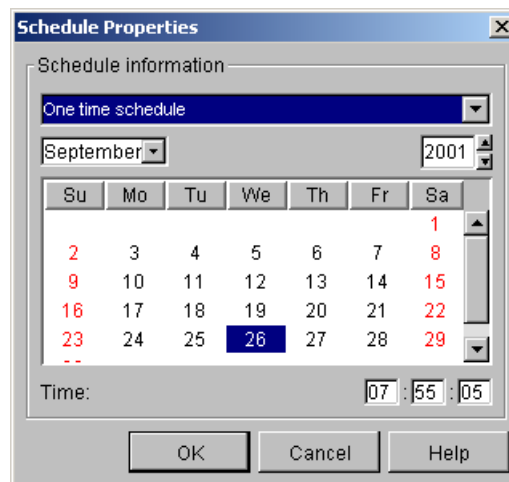 Schedule Properties
Schedule information
One time schedule
September 2001
Su Mo Tu We Th Fr Sa
1
2 3 4 5 6 7 8
9 10 11 12 13 14 15
16 17 18 19 20 21 22
23 24 25 26 27 28 29
Time: 07 : 55 : 05
OK Cancel Help